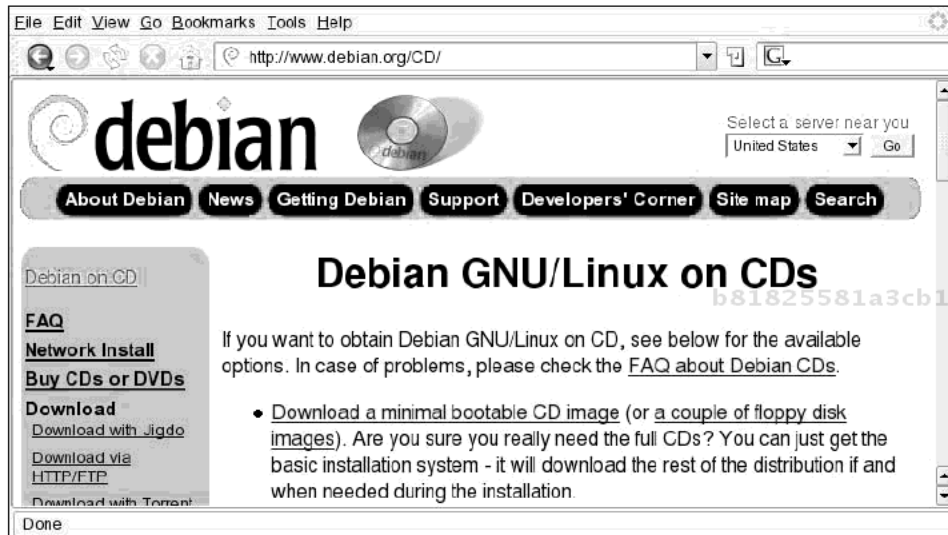 File Edit View Go Bookmarks Tools Help
http://www.debian.org/CD/
G
debian
debian
Select a server near you
United States Go
About Debian News Getting Debian Support Developers' Corner Site map Search
Debian on CD
FAQ
Network Install
Buy CDs or DVDs
Download
Download with Jigdo
Download via
HTTP/FTP
Download with Torrent
Debian GNU/Linux on CDs
b81825581a3cb1
If you want to obtain Debian GNU/Linux on CD, see below for the available
options. In case of problems, please check the FAQ about Debian CDs.
• Download a minimal bootable CD image (or a couple of floppy disk
images). Are you sure you really need the full CDs? You can just get the
basic installation system - it will download the rest of the distribution if and
when needed during the installation.
Done